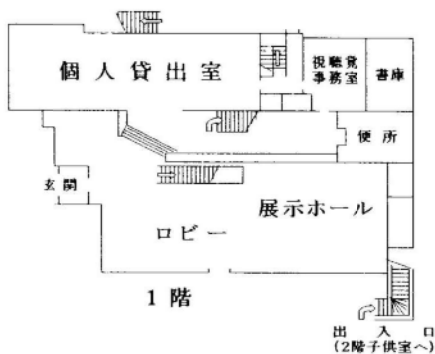 個人貸出室
視聴覚
事務室
書庫
便所
玄関
展示ホール
ロビー
1階
出入口
(2階子供室へ)